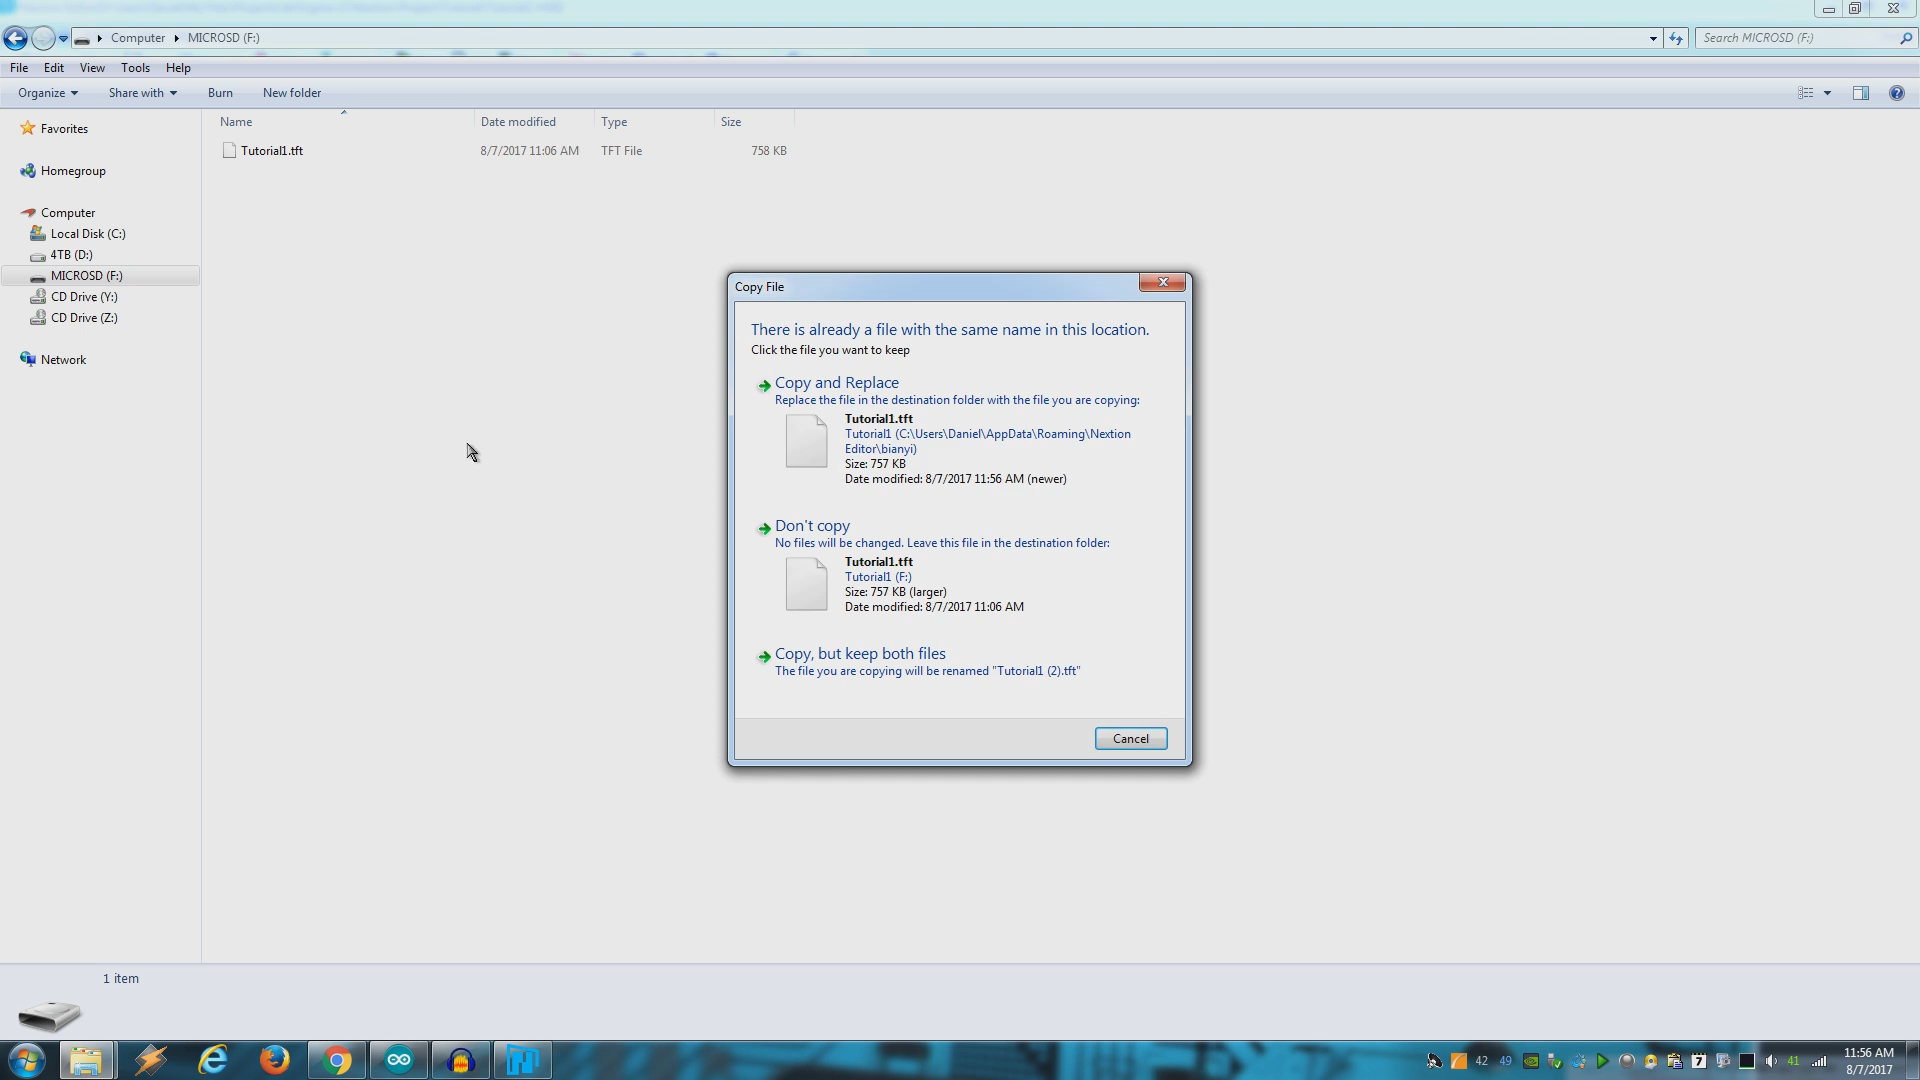 Computer
MICROSD (F:)
Search MICROSD (F:)
File Edit View Tools Help
Organize Share with Burn New folder
Name Date modified Type Size
Tutorial1.tft 8/7/2017 11:06 AM TFT File 758 KB
Favorites
Homegroup
Computer
Local Disk (C:)
4TB (D:)
MICROSD (F:)
CD Drive (Y:)
CD Drive (Z:)
Network
Copy File
There is already a file with the same name in this location.
Click the file you want to keep
Copy and Replace
Replace the file in the destination folder with the file you are copying:
Tutorial1.tft
Tutorial1 (C:\Users\Daniel\AppData\Roaming\Nextion
Editor\bianyi)
Size: 757 KB
Date modified: 8/7/2017 11:56 AM (newer)
Don't copy
No files will be changed. Leave this file in the destination folder:
Tutorial1.tft
Tutorial1 (F:)
Size: 757 KB (larger)
Date modified: 8/7/2017 11:06 AM
Copy, but keep both files
The file you are copying will be renamed "Tutorial1 (2).tft"
Cancel
1 item
42 49 7 41
11:56 AM
8/7/2017